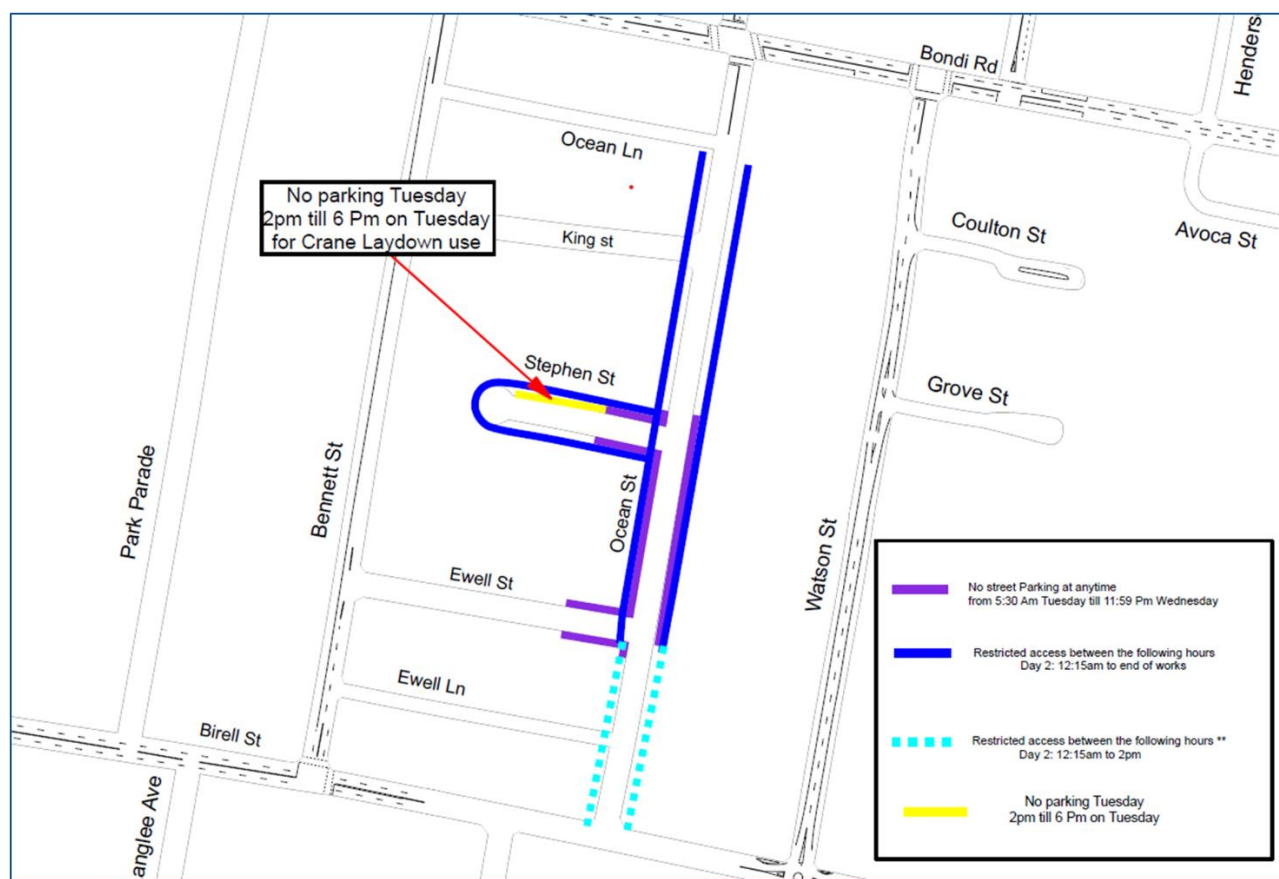 Bondi Rd
Henders
Ocean Ln
No parking Tuesday
2pm till 6 Pm on Tuesday
for Crane Laydown use
King st
Coulton St
Avoca St
Stephen St
Grove St
Park Parade
Bennett St
Ocean St
Watson St
Ewell St
Ewell Ln
Birell St
anglee Ave
No street Parking at anytime
from 5:30 Am Tuesday till 11:59 Pm Wednesday
Restricted access between the following hours
Day 2: 12:15am to end of works
Restricted access between the following hours **
Day 2: 12:15am to 2pm
No parking Tuesday
2pm till 6 Pm on Tuesday